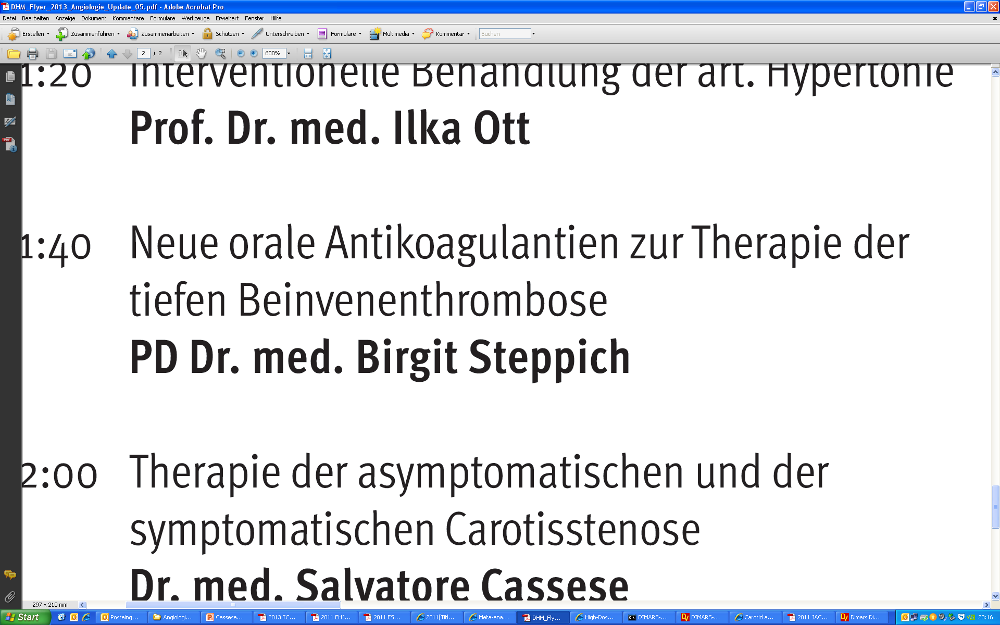 DHM_Flyer_2013_Angiologie_Update_05.pdf - Adobe Acrobat Pro
Datei Bearbeiten Anzeige Dokument Kommentare Formulare Werkzeuge Erweitert Fenster Hilfe
Erstellen Zusammenführen Zusammenarbeiten Schützen Unterschreiben Formulare Multimedia Kommentar Suchen
2 / 2 600%
1:20 Interventionelle Behandlung der art. Hypertonie
Prof. Dr. med. Ilka Ott
1:40 Neue orale Antikoagulantien zur Therapie der
tiefen Beinvenenthrombose
PD Dr. med. Birgit Steppich
2:00 Therapie der asymptomatischen und der
symptomatischen Carotisstenose
Dr. med. Salvatore Cassese
297 x 210 mm
Start Posteing... Angiologi... Cassese... 2013 TC... 2011 EHJ... 2011 ES... 2011[Titl... Meta-ana... DHM_Fly... High-Dos... DIMARS-... DIMARS-... Carotid a... 2011 JAC... Dimars Di... 23:16